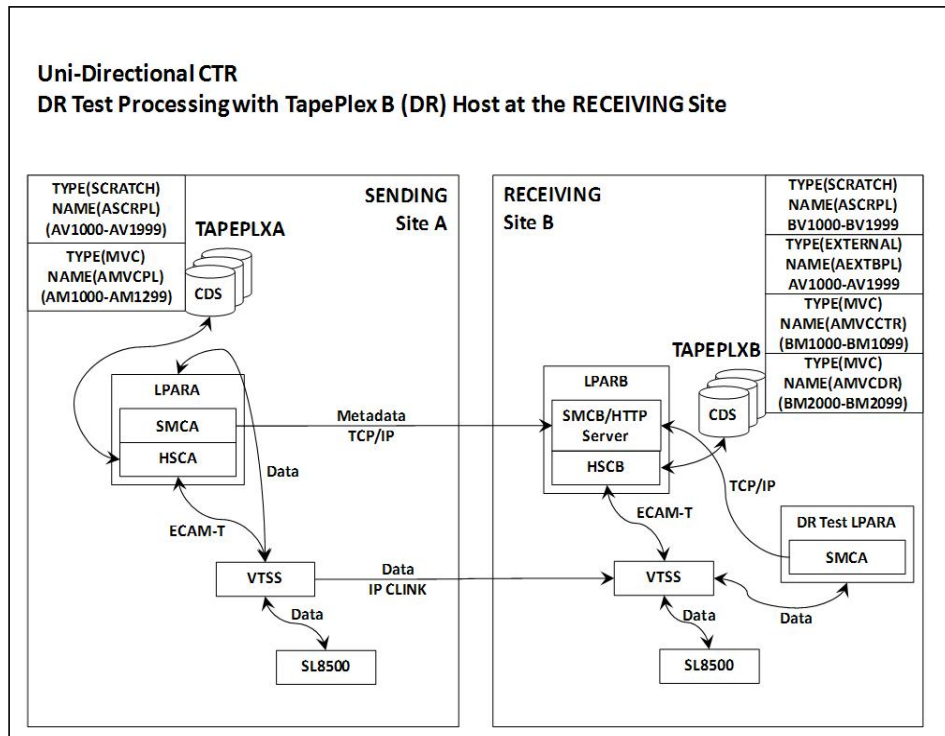 Uni-Directional CTR
DR Test Processing with TapePlex B (DR) Host at the RECEIVING Site
TYPE(SCRATCH)
NAME(ASCRPL)
(AV1000-AV1999)
TYPE(MVC)
NAME(AMVCPL)
(AM1000-AM1299)
TAPEPLXA
CDS
SENDING
Site A
LPARA
SMCA
HSCA
Data
ECAM-T
VTSS
Data
SL8500
Metadata
TCP/IP
Data
IP CLINK
RECEIVING
Site B
TYPE(SCRATCH)
NAME(ASCRPL)
BV1000-BV1999
TYPE(EXTERNAL)
NAME(AEXTBPL)
AV1000-AV1999
TYPE(MVC)
NAME(AMVCCTR)
(BM1000-BM1099)
TYPE(MVC)
NAME(AMVCDR)
(BM2000-BM2099)
TAPEPLXB
CDS
LPARB
SMCB/HTTP
Server
HSCB
TCP/IP
ECAM-T
DR Test LPARA
SMCA
VTSS
Data
Data
SL8500